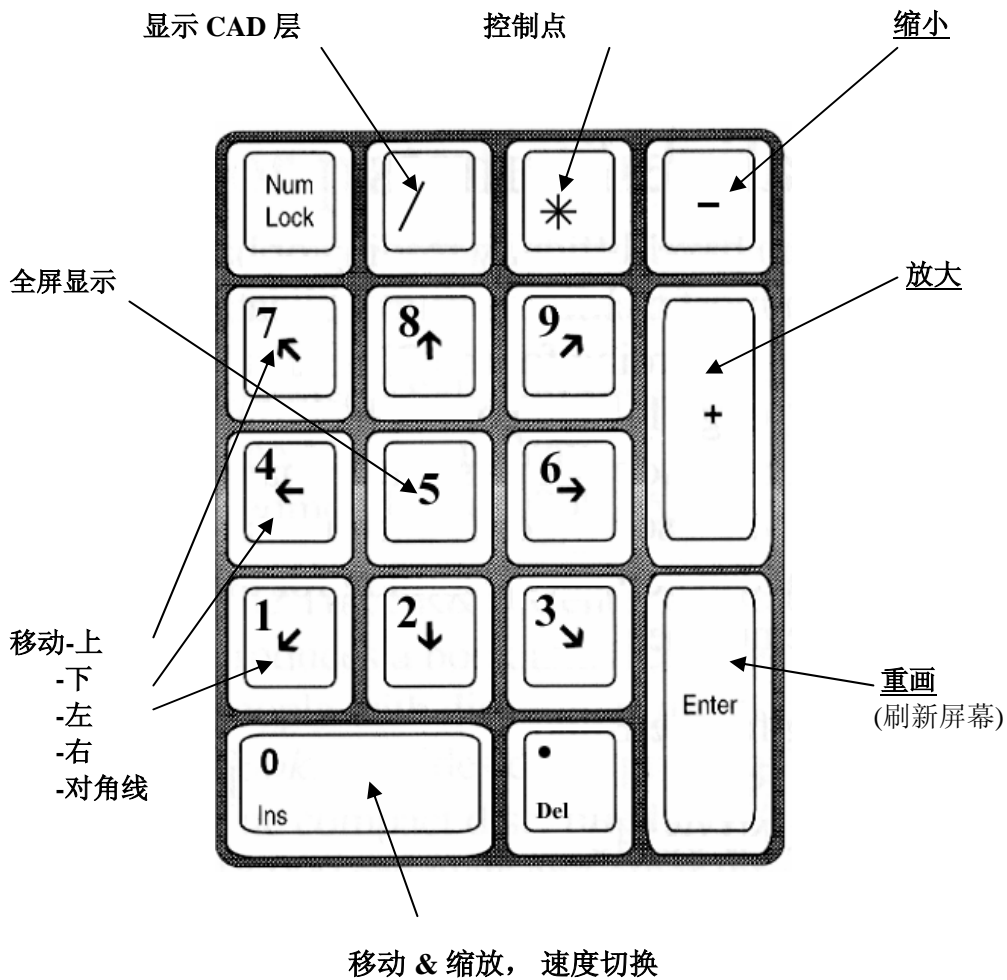 显示 CAD 层
控制点
缩小
Num
Lock
/
*
-
全屏显示
放大
7
8
9
+
4
5
6
1
2
3
移动-上
-下
-左
-右
-对角线
Enter
重画
(刷新屏幕)
0
Ins
•
Del
移动 & 缩放， 速度切换